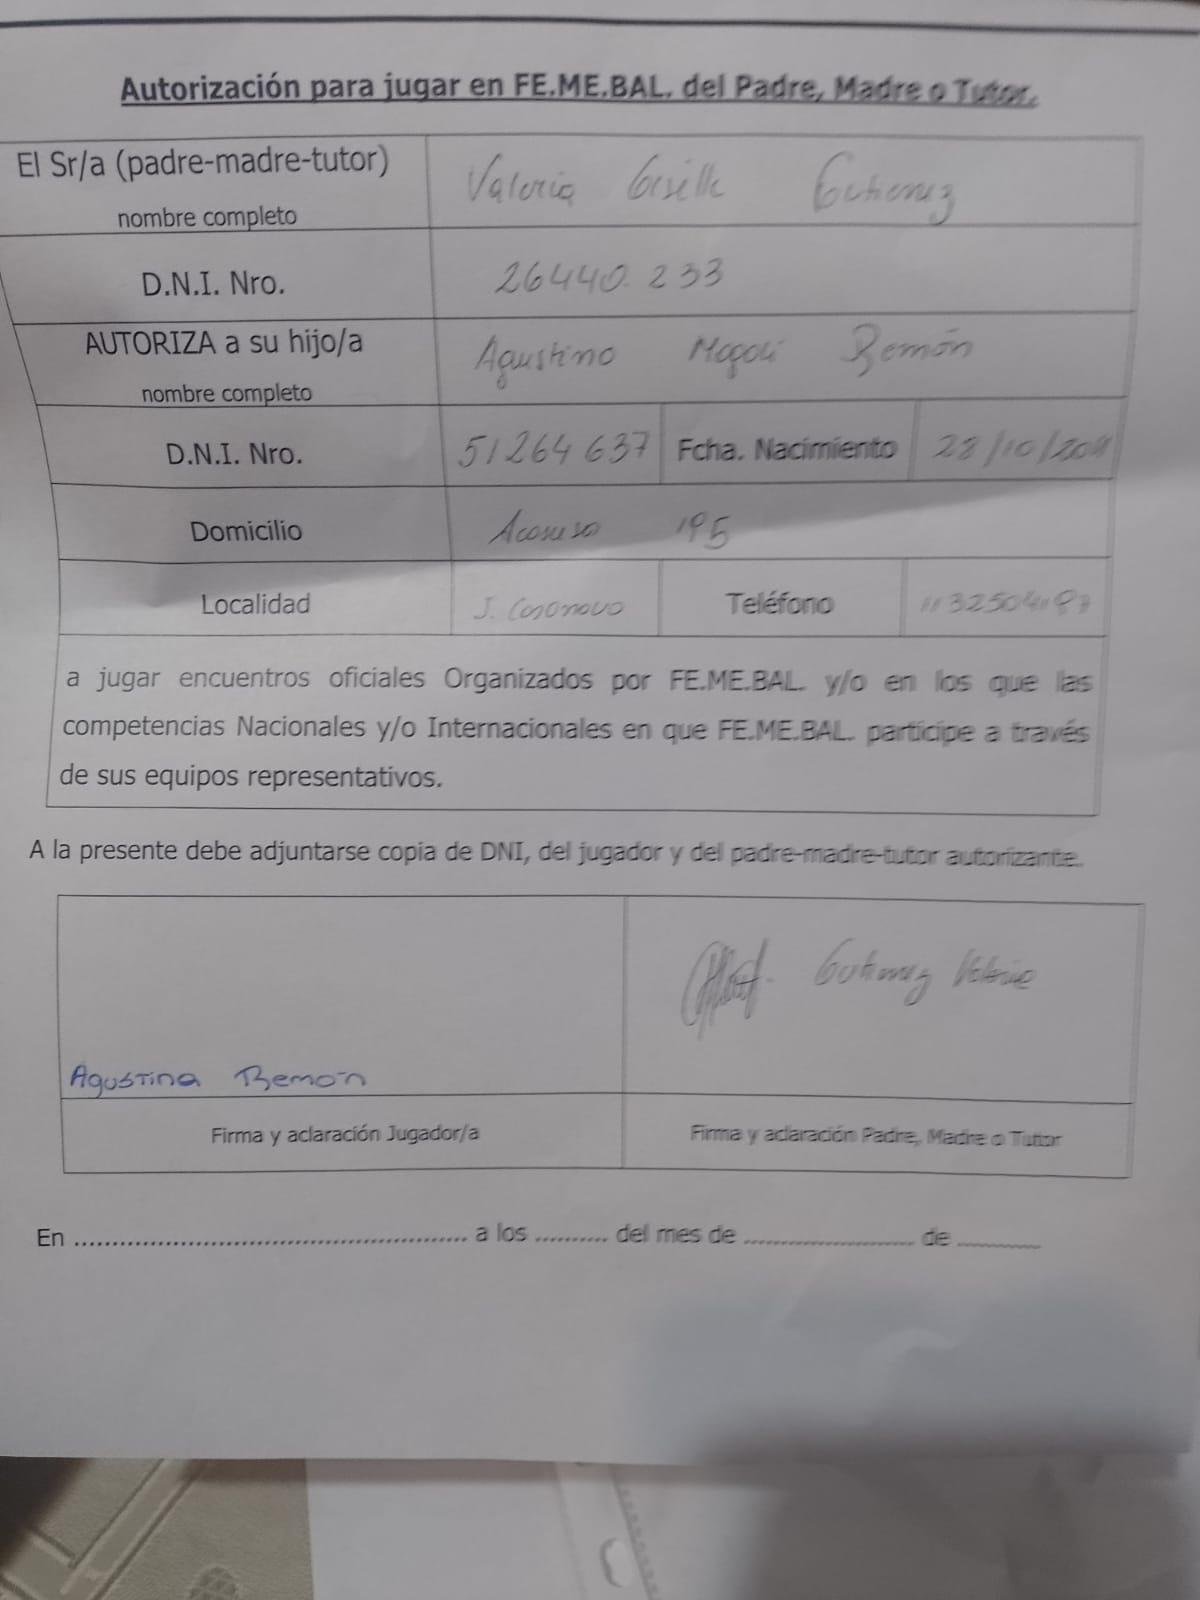 Autorización para jugar en FE.ME.BAL. del Padre, Madre o Tutor.
El Sr/a (padre-madre-tutor) Valeria Giselle Gutierrez
nombre completo
D.N.I. Nro. 26440.233
AUTORIZA a su hijo/a Agustina Magali Bemón
nombre completo
D.N.I. Nro. 51264637 Fcha. Nacimiento 28/10/2011
Domicilio 195
Localidad J. Casanova Teléfono
a jugar encuentros oficiales Organizados por FE.ME.BAL. y/o en los que las
competencias Nacionales y/o Internacionales en que FE.ME.BAL. participe a través
de sus equipos representativos.
A la presente debe adjuntarse copia de DNI, del jugador y del padre-madre-tutor autorizante.
Gutierrez Valeria
Agustina Bemón
Firma y aclaración Jugador/a Firma y aclaración Padre, Madre o Tutor
En ........................................ a los .......... del mes de ...................... de ...........